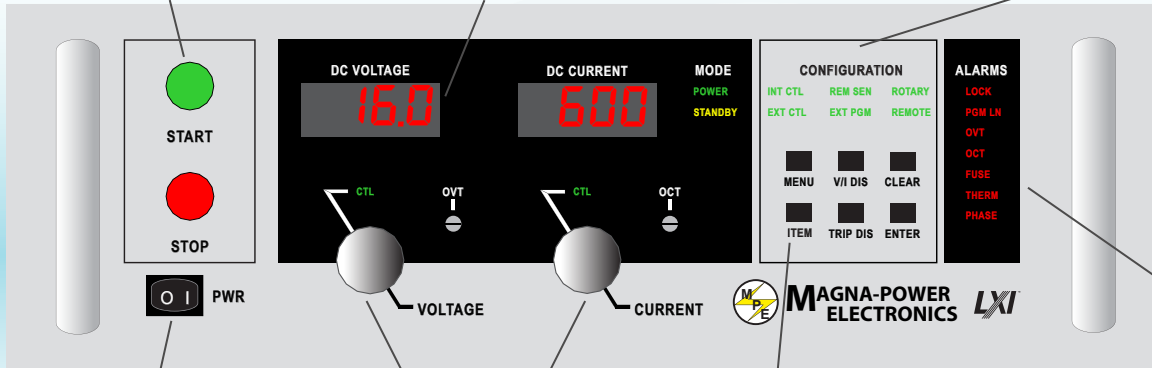 START
STOP
O I
PWR
DC VOLTAGE
16.0
DC CURRENT
600
MODE
POWER
STANDBY
CTL
OVT
CTL
OCT
VOLTAGE
CURRENT
CONFIGURATION
INT CTL REM SEN ROTARY
EXT CTL EXT PGM REMOTE
MENU V/I DIS CLEAR
ITEM TRIP DIS ENTER
ALARMS
LOCK
PGM LN
OVT
OCT
FUSE
THERM
PHASE
MPE
MAGNA-POWER
ELECTRONICS
LXI™